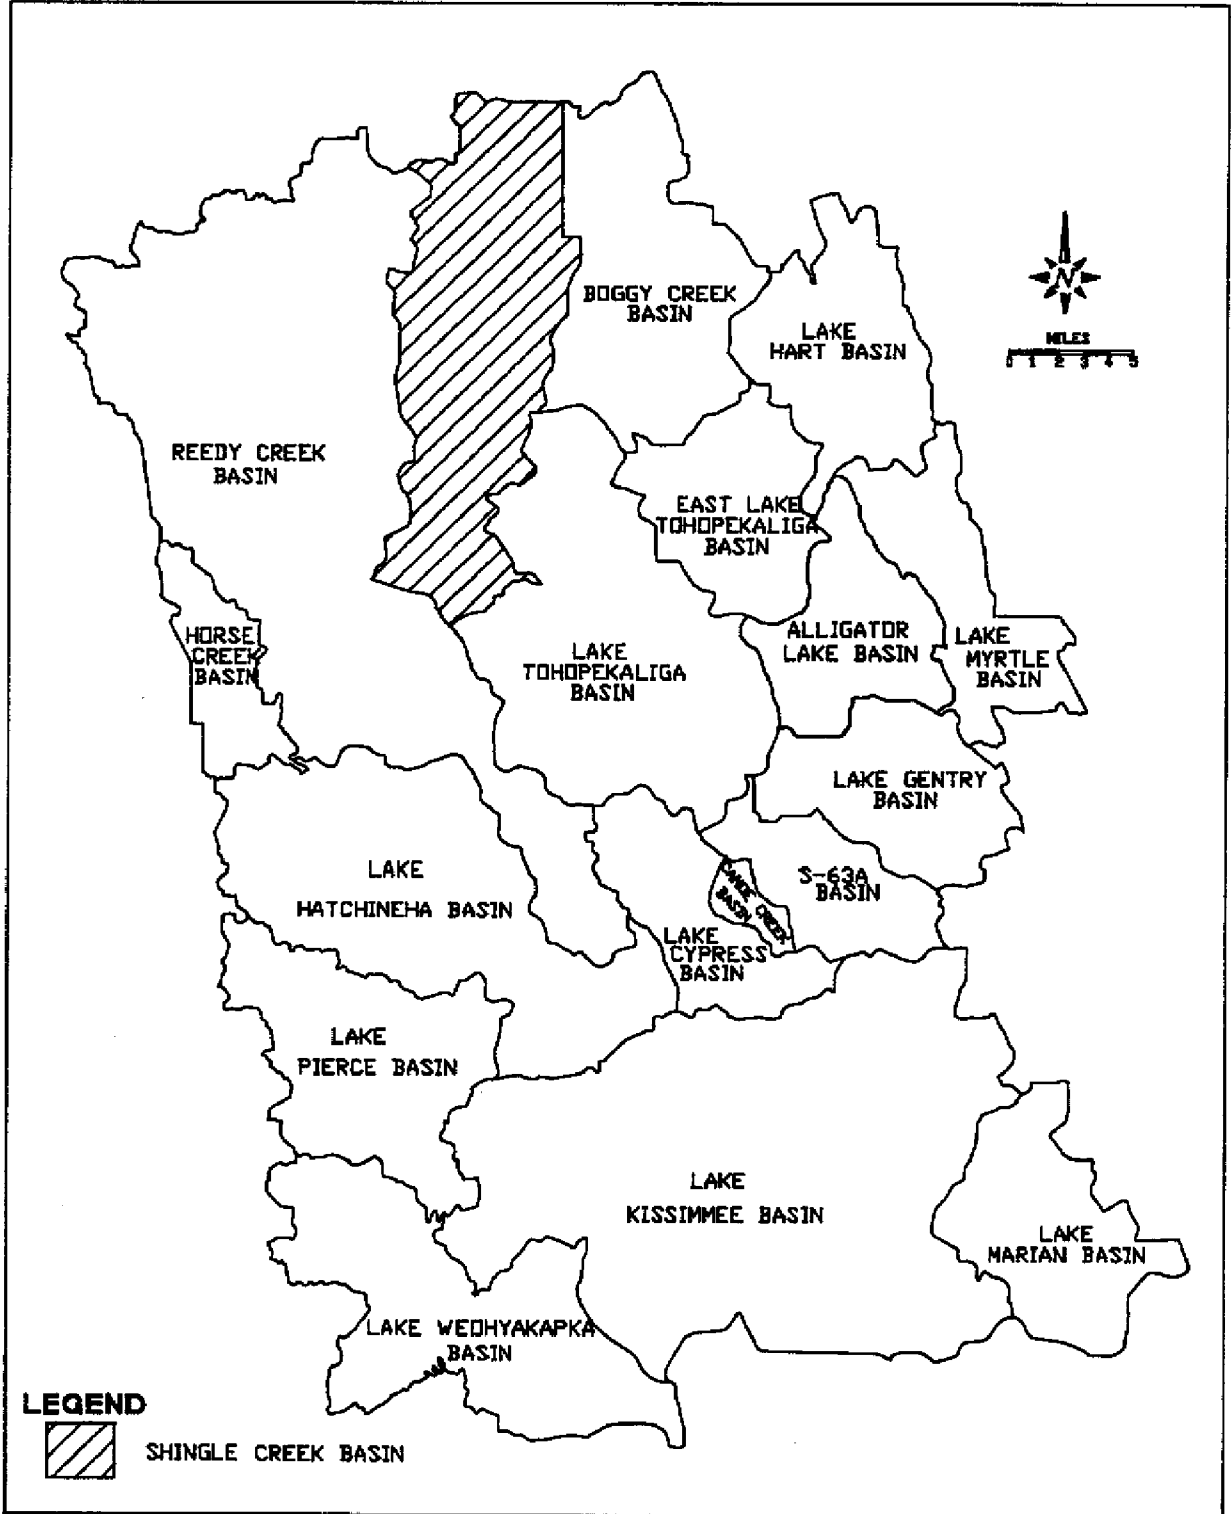 BOGGY CREEK
BASIN
N
MILES
0 1 2 3 4 5
LAKE
HART BASIN
REEDY CREEK
BASIN
EAST LAKE
TOHOPEKALIGA
BASIN
HORSE
CREEK
BASIN
LAKE
TOHOPEKALIGA
BASIN
ALLIGATOR
LAKE BASIN
LAKE
MYRTLE
BASIN
LAKE GENTRY
BASIN
LAKE
HATCHINEHA BASIN
CANOE CREEK
BASIN
S-63A
BASIN
LAKE
CYPRESS
BASIN
LAKE
PIERCE BASIN
LAKE
KISSIMMEE BASIN
LAKE
MARIAN BASIN
LAKE WEOHYAKAPKA
BASIN
LEGEND
SHINGLE CREEK BASIN